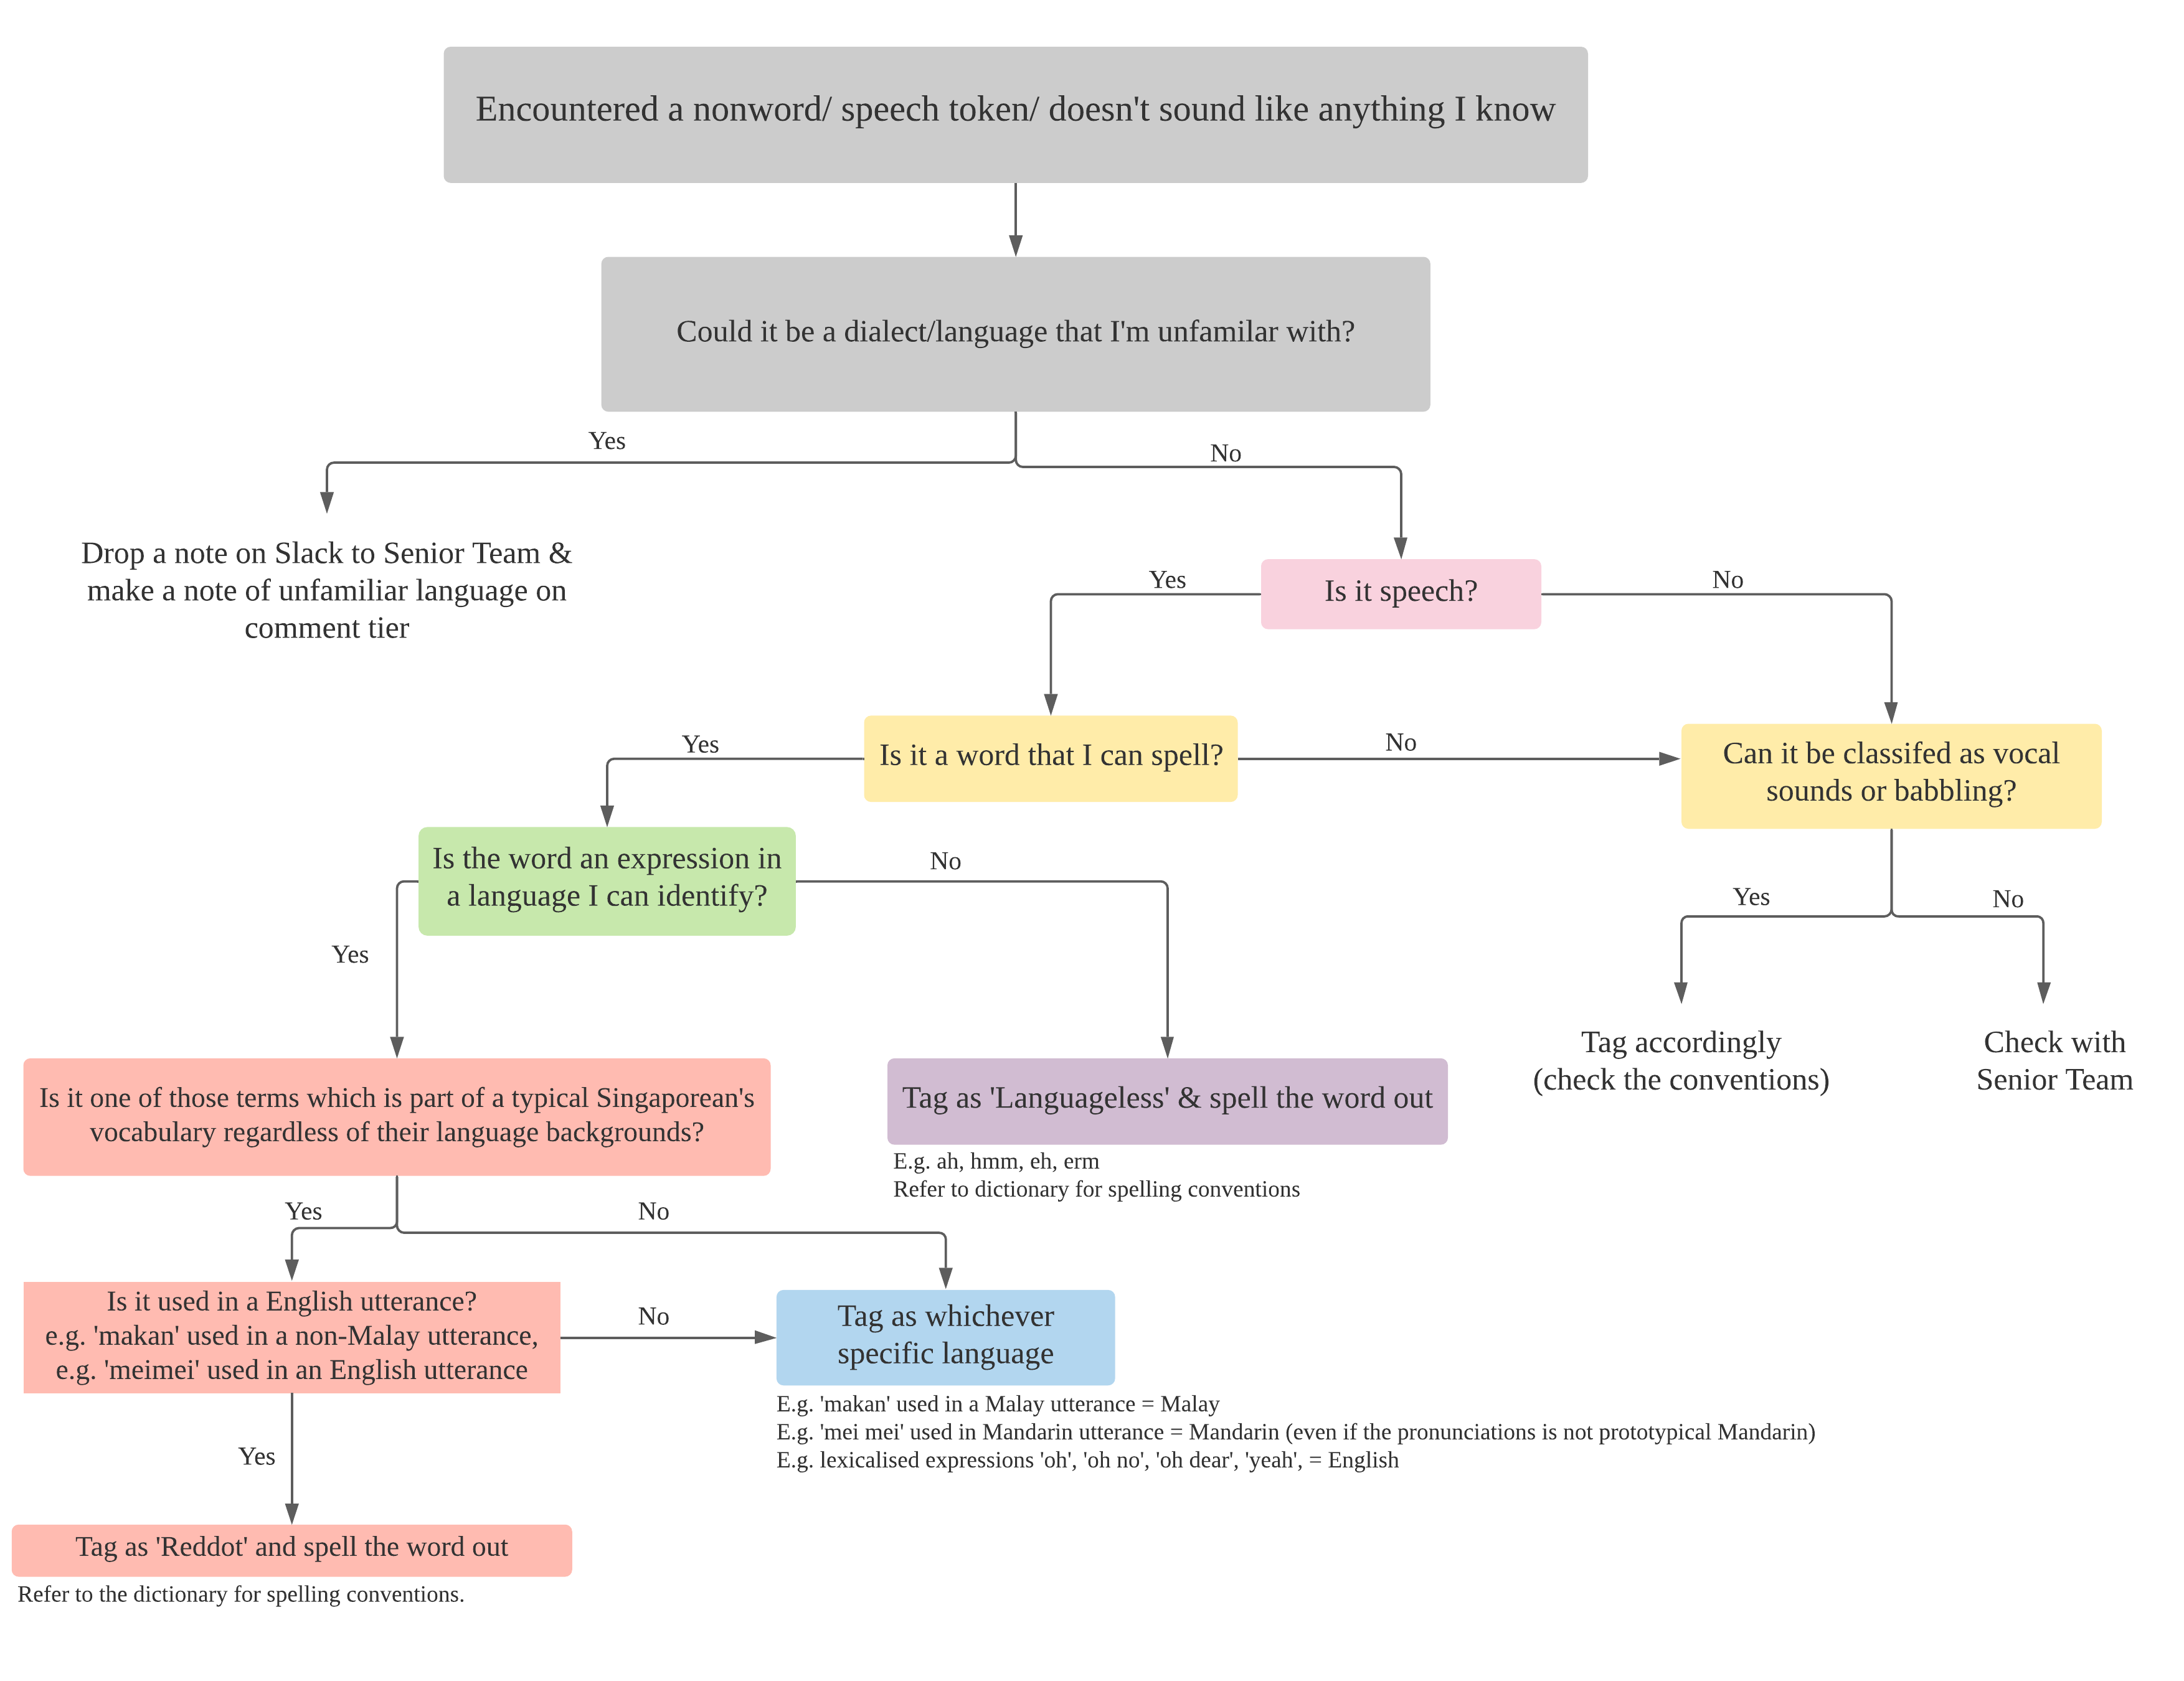 Encountered a nonword/ speech token/ doesn't sound like anything I know
Could it be a dialect/language that I'm unfamilar with?
Yes
No
Drop a note on Slack to Senior Team &
make a note of unfamiliar language on
comment tier
Is it speech?
Yes
No
Is it a word that I can spell?
Yes
No
Can it be classifed as vocal
sounds or babbling?
Is the word an expression in
a language I can identify?
No
Yes
Yes
No
Tag accordingly
(check the conventions)
Check with
Senior Team
Is it one of those terms which is part of a typical Singaporean's
vocabulary regardless of their language backgrounds?
Tag as 'Languageless' & spell the word out
E.g. ah, hmm, eh, erm
Refer to dictionary for spelling conventions
Yes
No
Is it used in a English utterance?
e.g. 'makan' used in a non-Malay utterance,
e.g. 'meimei' used in an English utterance
No
Tag as whichever
specific language
E.g. 'makan' used in a Malay utterance = Malay
E.g. 'mei mei' used in Mandarin utterance = Mandarin (even if the pronunciations is not prototypical Mandarin)
E.g. lexicalised expressions 'oh', 'oh no', 'oh dear', 'yeah', = English
Yes
Tag as 'Reddot' and spell the word out
Refer to the dictionary for spelling conventions.